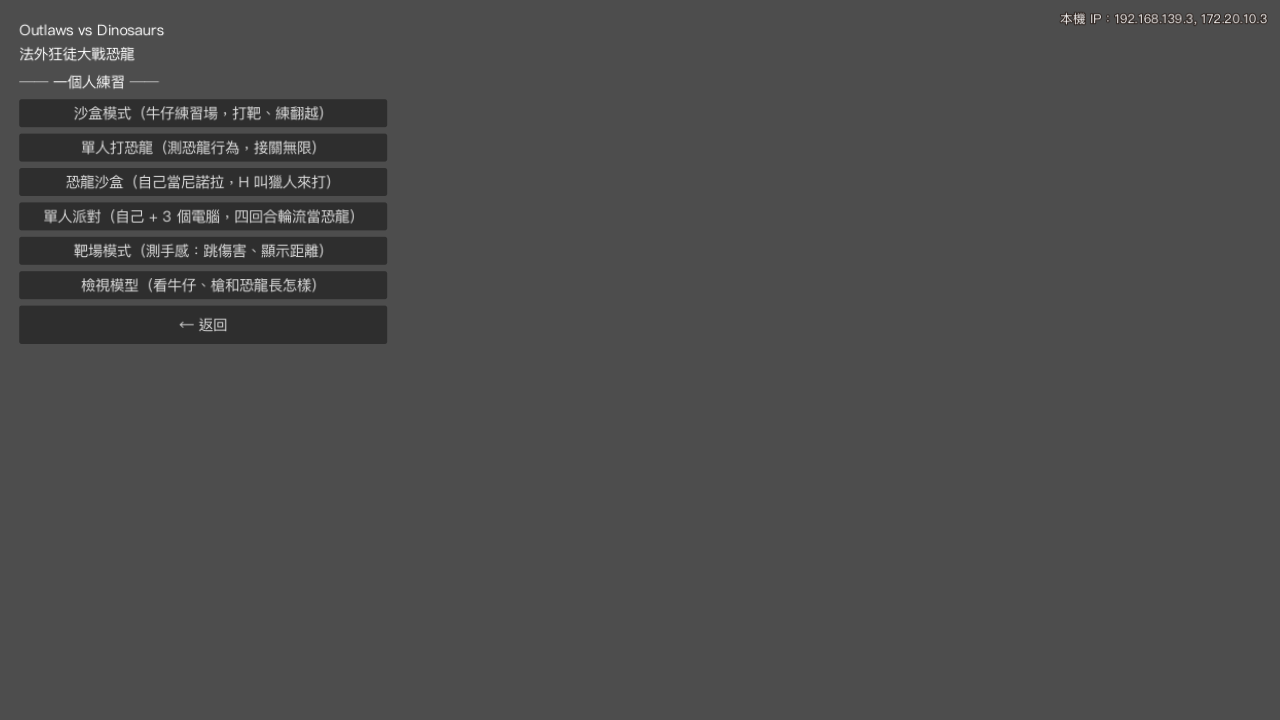 本機 IP：192.168.139.3, 172.20.10.3
Outlaws vs Dinosaurs
法外狂徒大戰恐龍
—— 一個人練習 ——
沙盒模式（牛仔練習場，打靶、練翻越）
單人打恐龍（測恐龍行為，接關無限）
恐龍沙盒（自己當尼諾拉，H 叫獵人來打）
單人派對（自己 + 3 個電腦，四回合輪流當恐龍）
靶場模式（測手感：跳傷害、顯示距離）
檢視模型（看牛仔、槍和恐龍長怎樣）
← 返回